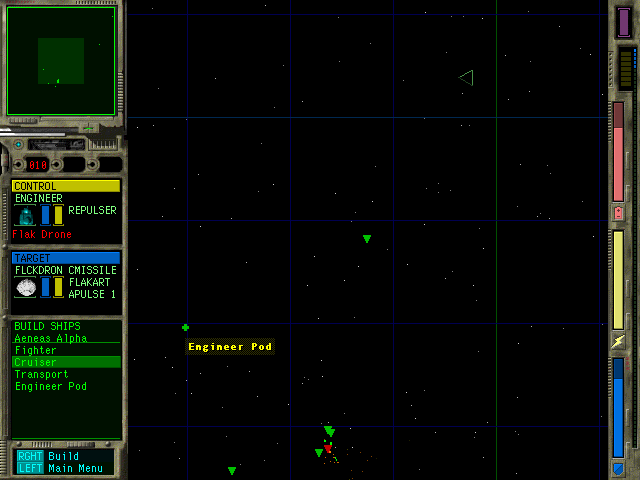 010
CONTROL
ENGINEER
REPULSER
Flak Drone
TARGET
FLCKDRON CMISSILE
FLAKART
APULSE 1
BUILD SHIPS
Aeneas Alpha
Fighter
Cruiser
Transport
Engineer Pod
RGHT Build
LEFT Main Menu
Engineer Pod